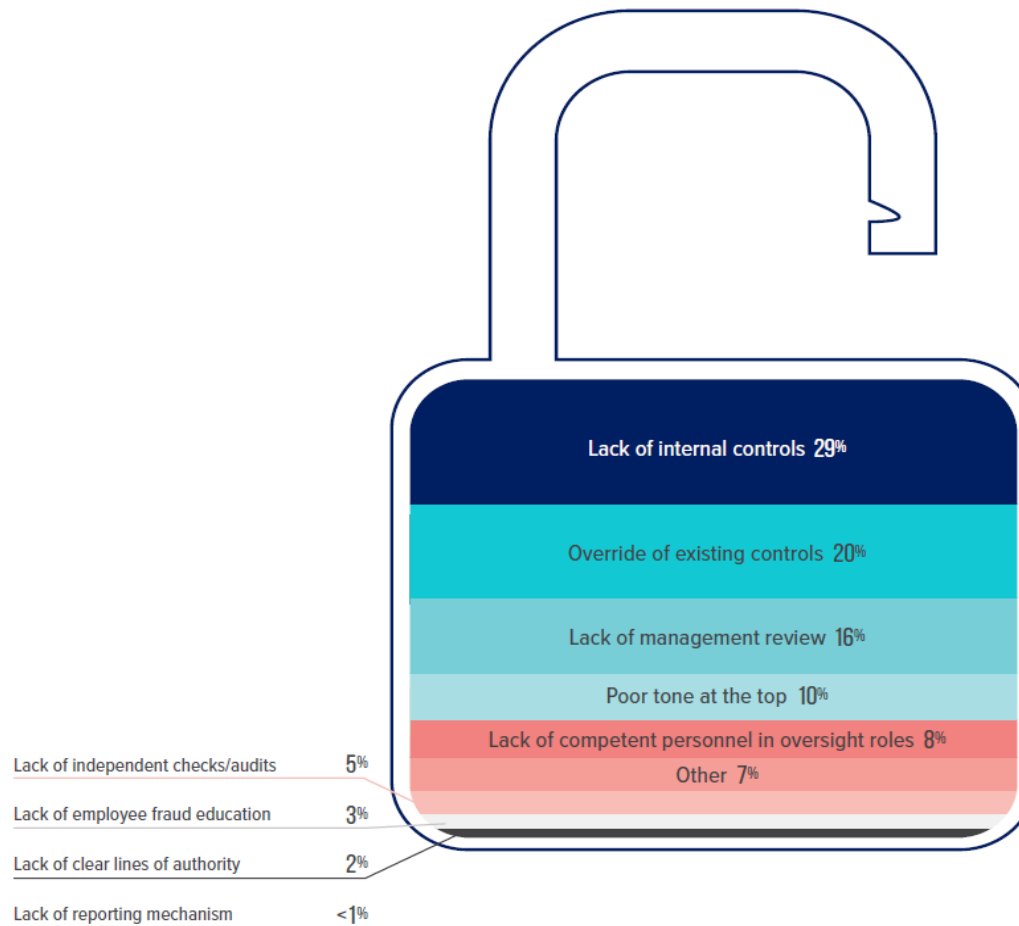 Lack of internal controls 29%
Override of existing controls 20%
Lack of management review 16%
Poor tone at the top 10%
Lack of competent personnel in oversight roles 8%
Other 7%
Lack of independent checks/audits 5%
Lack of employee fraud education 3%
Lack of clear lines of authority 2%
Lack of reporting mechanism <1%